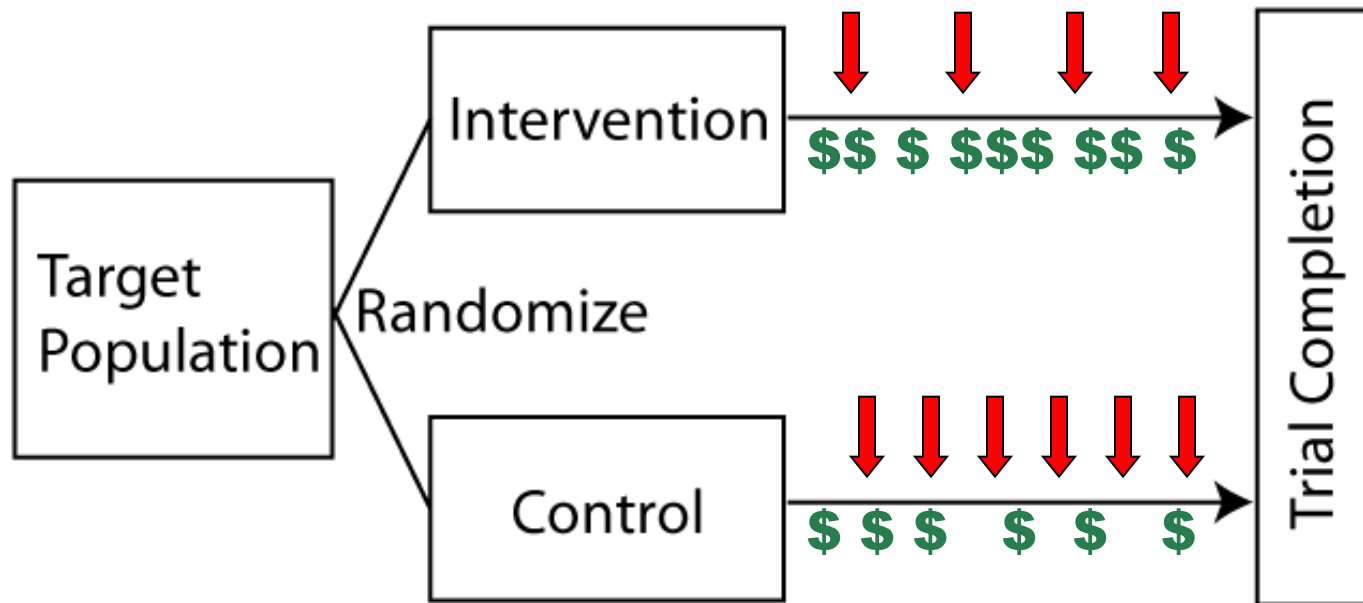 Target
Population
Randomize
Intervention
$$ $ $$$ $$ $
Control
$ $ $ $ $ $
Trial Completion